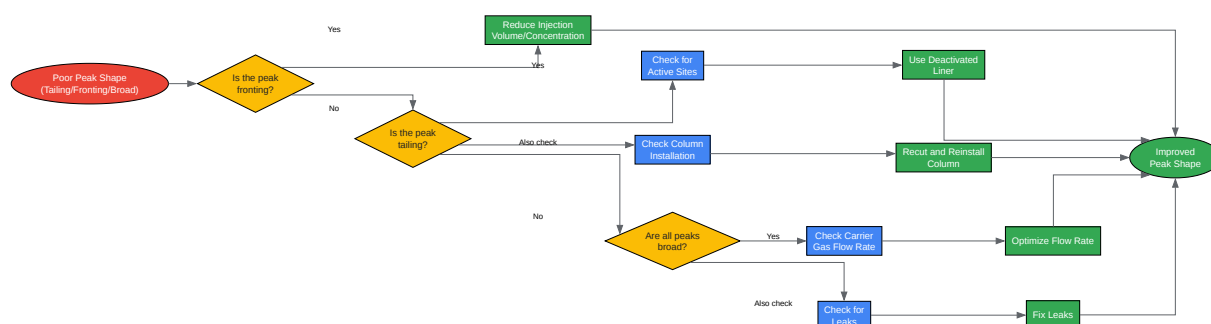 Yes
Reduce Injection
Volume/Concentration
Poor Peak Shape
(Tailing/Fronting/Broad)
Is the peak
fronting?
Yes
Check for
Active Sites
Use Deactivated
Liner
No
Is the peak
tailing?
Also check
Check Column
Installation
Recut and Reinstall
Column
Improved
Peak Shape
No
Are all peaks
broad?
Yes
Check Carrier
Gas Flow Rate
Optimize Flow Rate
Also check
Check for
Leaks
Fix Leaks